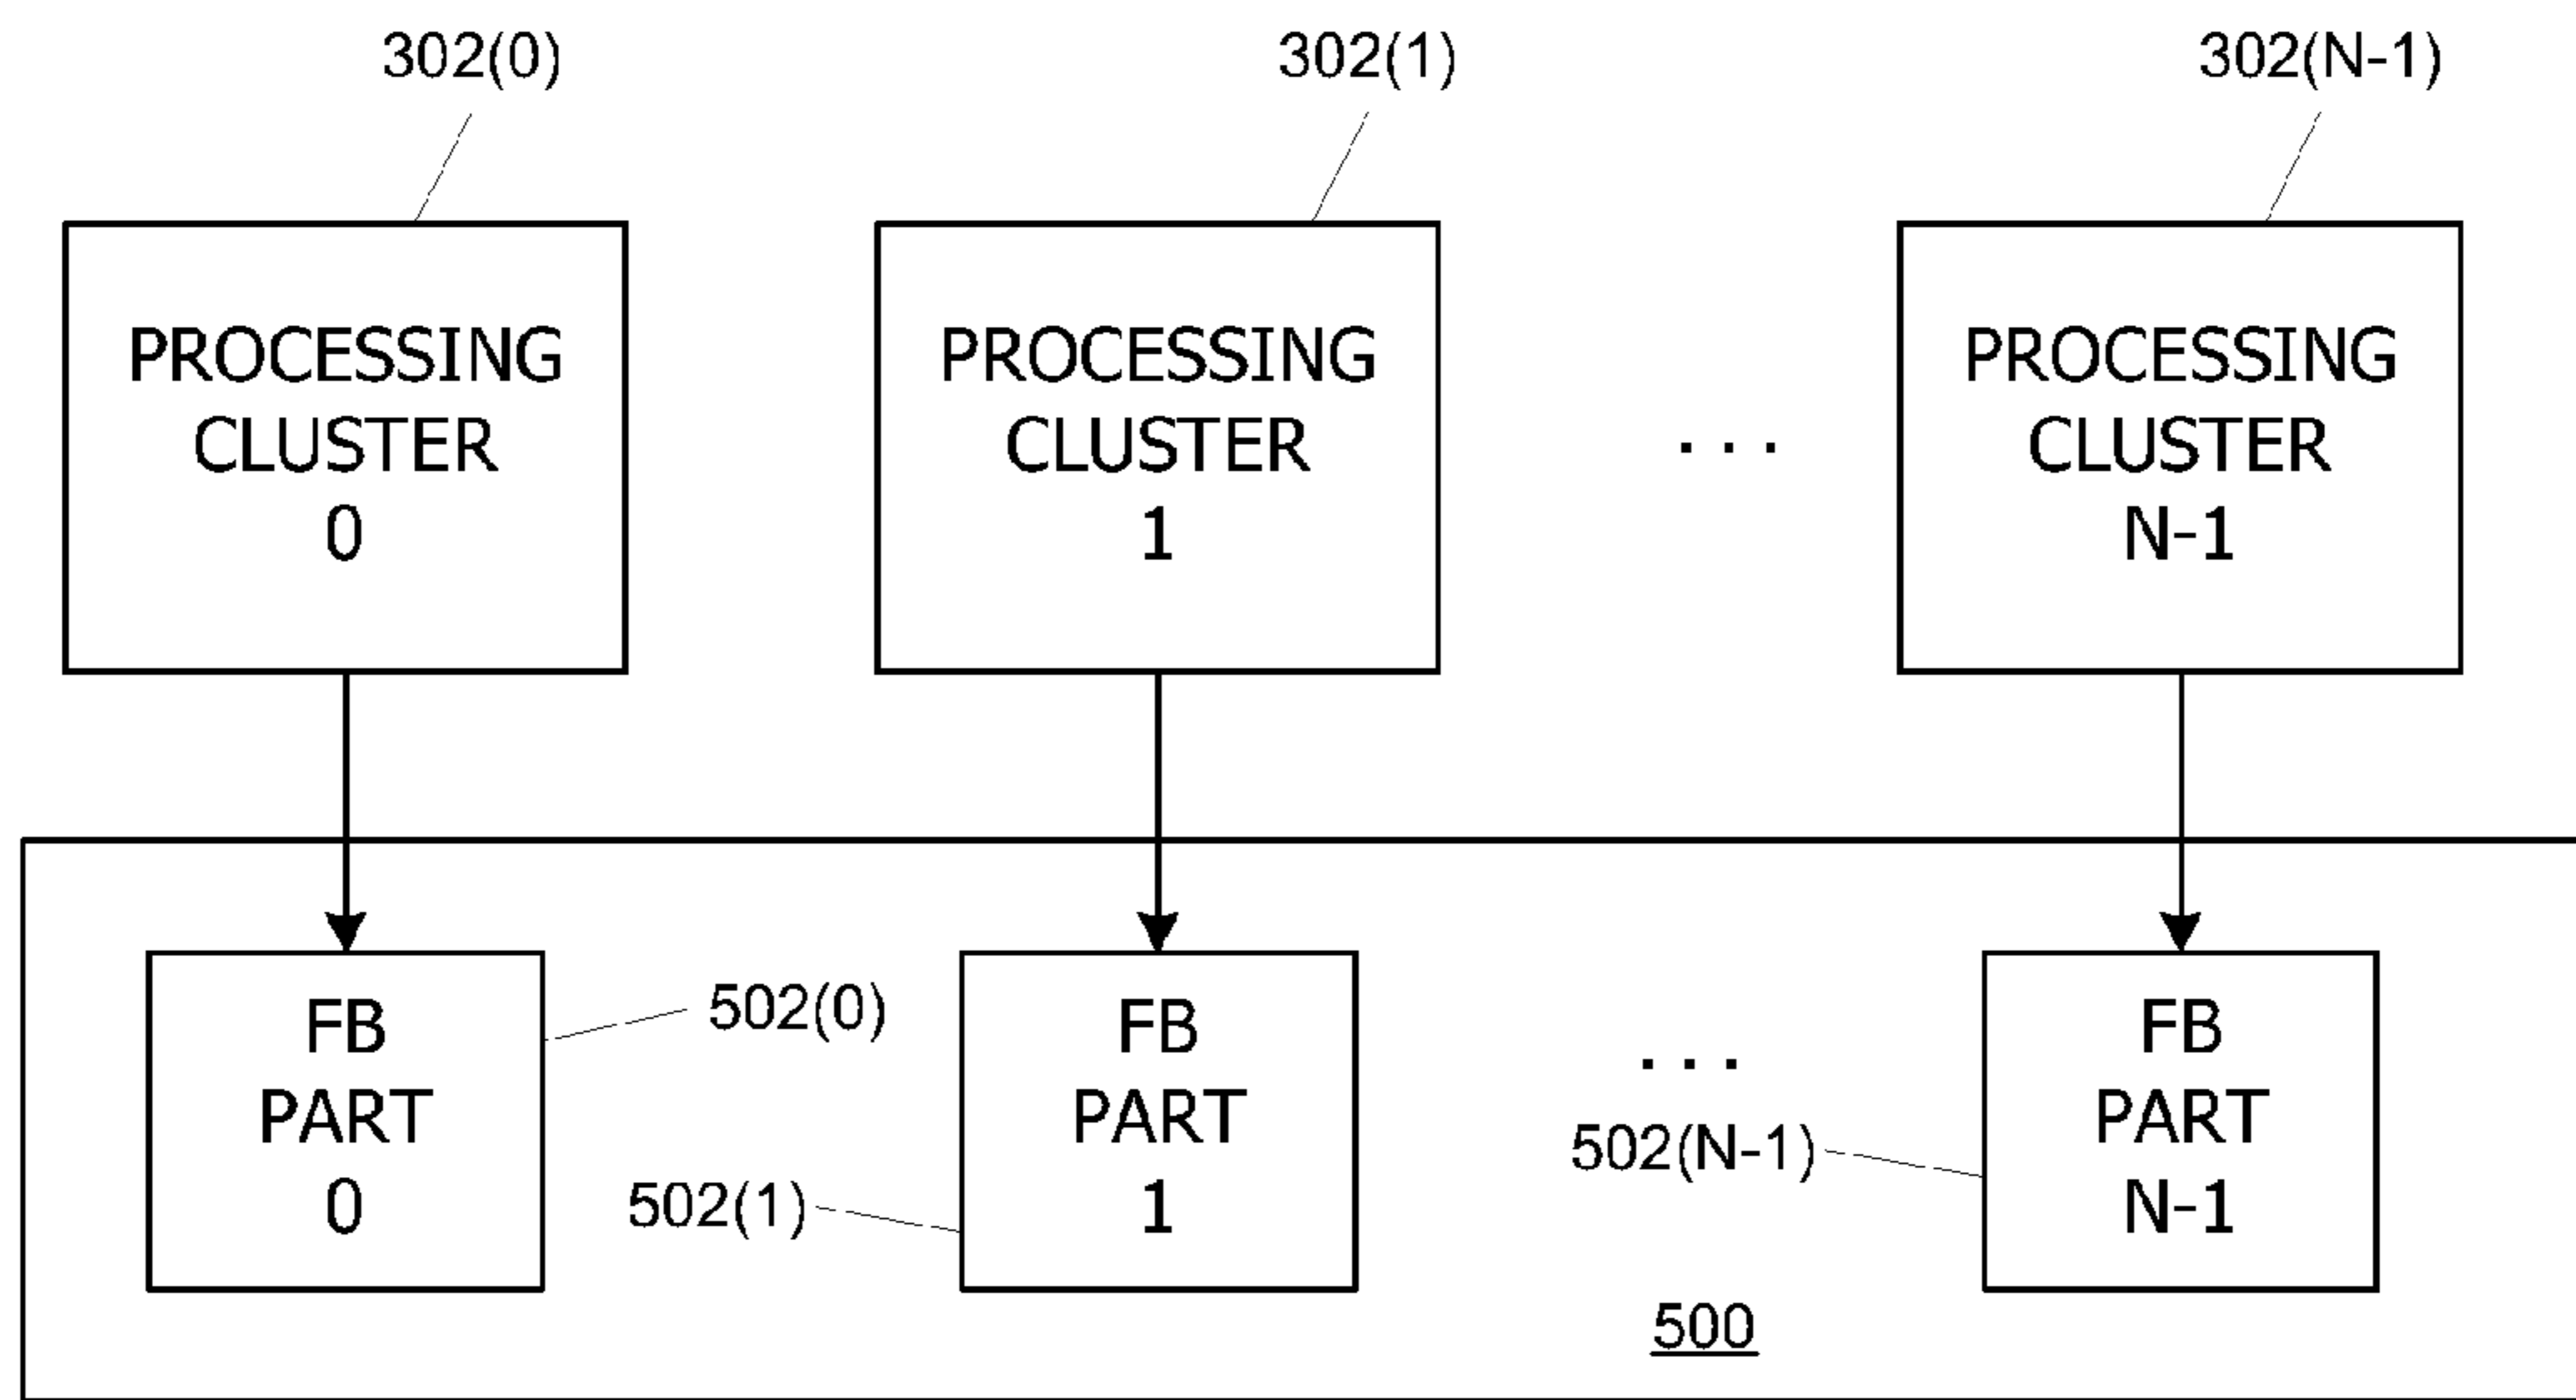 302(0)
302(1)
302(N-1)
PROCESSING
CLUSTER
0
PROCESSING
CLUSTER
1
. . .
PROCESSING
CLUSTER
N-1
FB
PART
0
502(0)
502(1)
FB
PART
1
. . .
502(N-1)
FB
PART
N-1
500